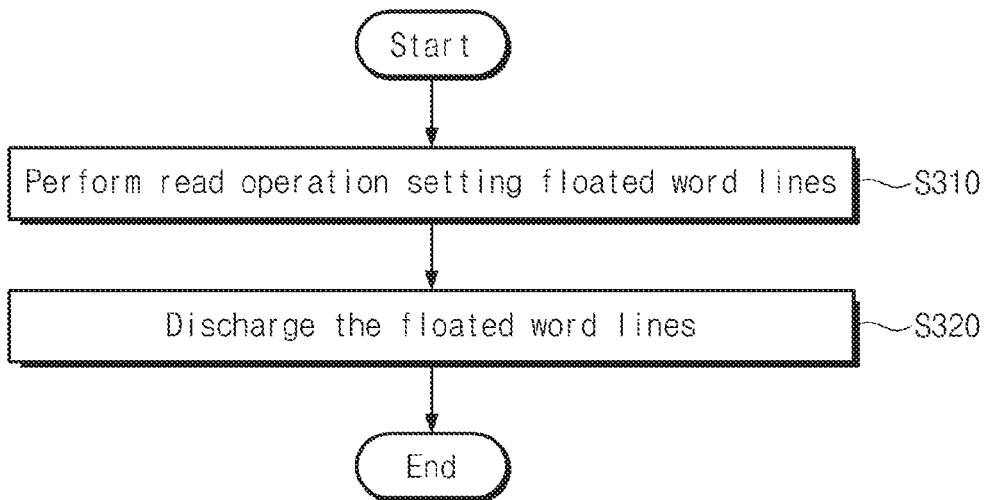 Start
Perform read operation setting floated word lines
S310
Discharge the floated word lines
S320
End